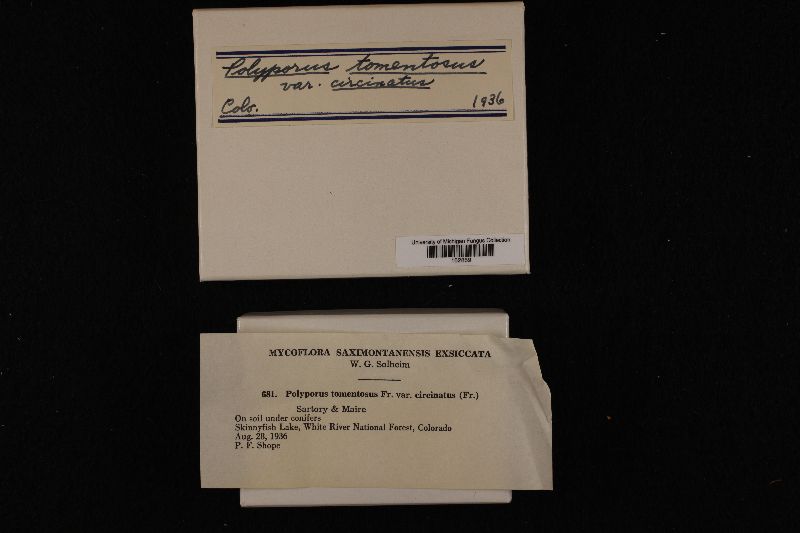 Polyporus tomentosus
var. circinatus
Colo. 1936
University of Michigan Fungus Collection
MYCOFLORA SAXIMONTANENSIS EXSICCATA
W. G. Solheim
681. Polyporus tomentosus Fr. var. circinatus (Fr.)
Sartory & Maire
On soil under conifers
Skinnyfish Lake, White River National Forest, Colorado
Aug. 28, 1936
P. F. Shope